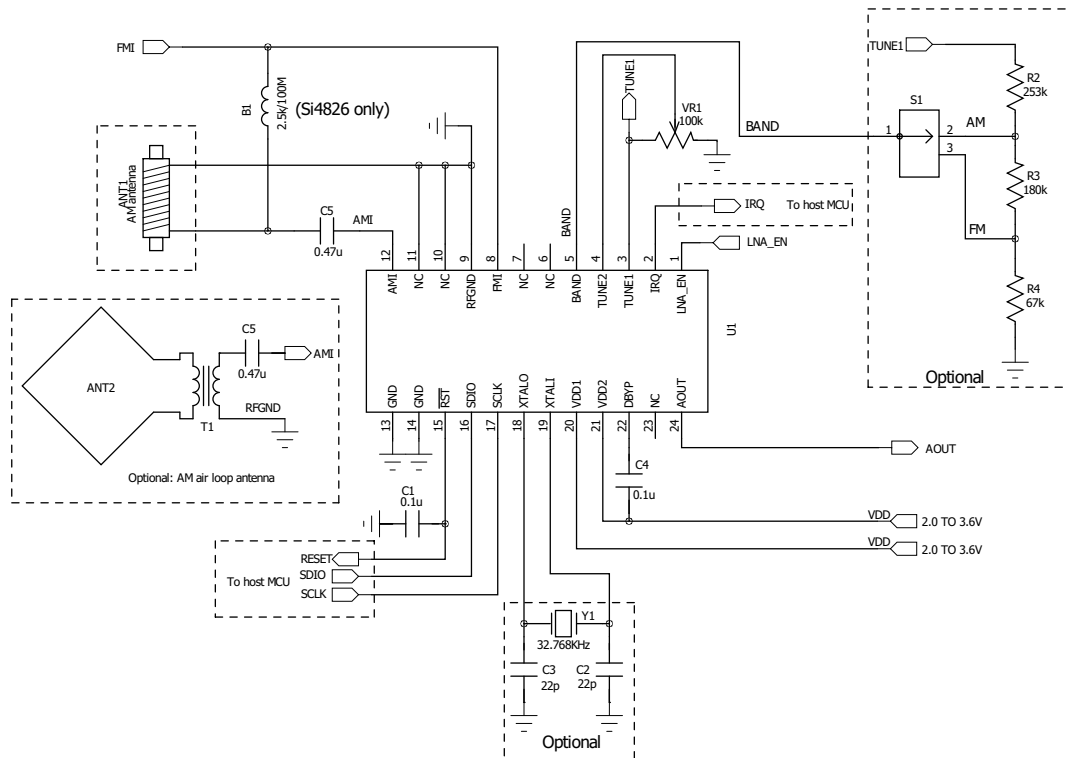 FMI
B1
2.5k/100M
(Si4826 only)
ANT1
AM antenna
C5
0.47u
AMI
TUNE1
VR1
100k
BAND
BAND
IRQ
To host MCU
LNA_EN
TUNE1
R2
253k
S1
1
2
3
AM
FM
R3
180k
R4
67k
Optional
12
11
10
9
8
7
6
5
4
3
2
1
AMI
NC
NC
RFGND
FMI
NC
NC
BAND
TUNE2
TUNE1
IRQ
LNA_EN
U1
GND
GND
RST
SDIO
SCLK
XTALO
XTALI
VDD1
VDD2
DBYP
NC
AOUT
13
14
15
16
17
18
19
20
21
22
23
24
ANT2
T1
C5
0.47u
AMI
RFGND
Optional: AM air loop antenna
C1
0.1u
To host MCU
RESET
SDIO
SCLK
C4
0.1u
AOUT
VDD
2.0 TO 3.6V
VDD
2.0 TO 3.6V
Y1
32.768KHz
C3
22p
C2
22p
Optional